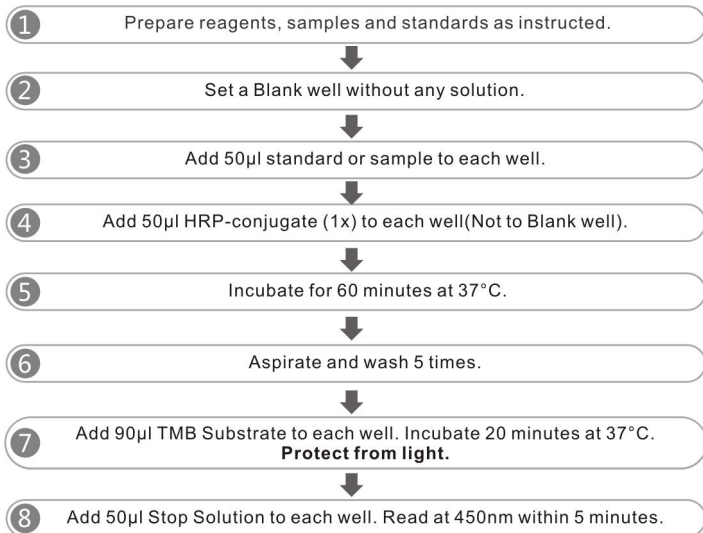 1 Prepare reagents, samples and standards as instructed.
2 Set a Blank well without any solution.
3 Add 50µl standard or sample to each well.
4 Add 50µl HRP-conjugate (1x) to each well(Not to Blank well).
5 Incubate for 60 minutes at 37°C.
6 Aspirate and wash 5 times.
7 Add 90µl TMB Substrate to each well. Incubate 20 minutes at 37°C.
Protect from light.
8 Add 50µl Stop Solution to each well. Read at 450nm within 5 minutes.